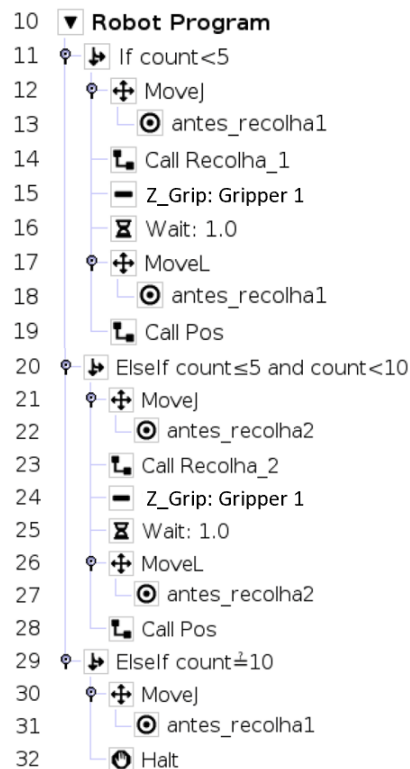 10 Robot Program
11 If count<5
12 MoveJ
13 antes_recolha1
14 Call Recolha_1
15 Z_Grip: Gripper 1
16 Wait: 1.0
17 MoveL
18 antes_recolha1
19 Call Pos
20 ElseIf count≤5 and count<10
21 MoveJ
22 antes_recolha2
23 Call Recolha_2
24 Z_Grip: Gripper 1
25 Wait: 1.0
26 MoveL
27 antes_recolha2
28 Call Pos
29 ElseIf count≟10
30 MoveJ
31 antes_recolha1
32 Halt